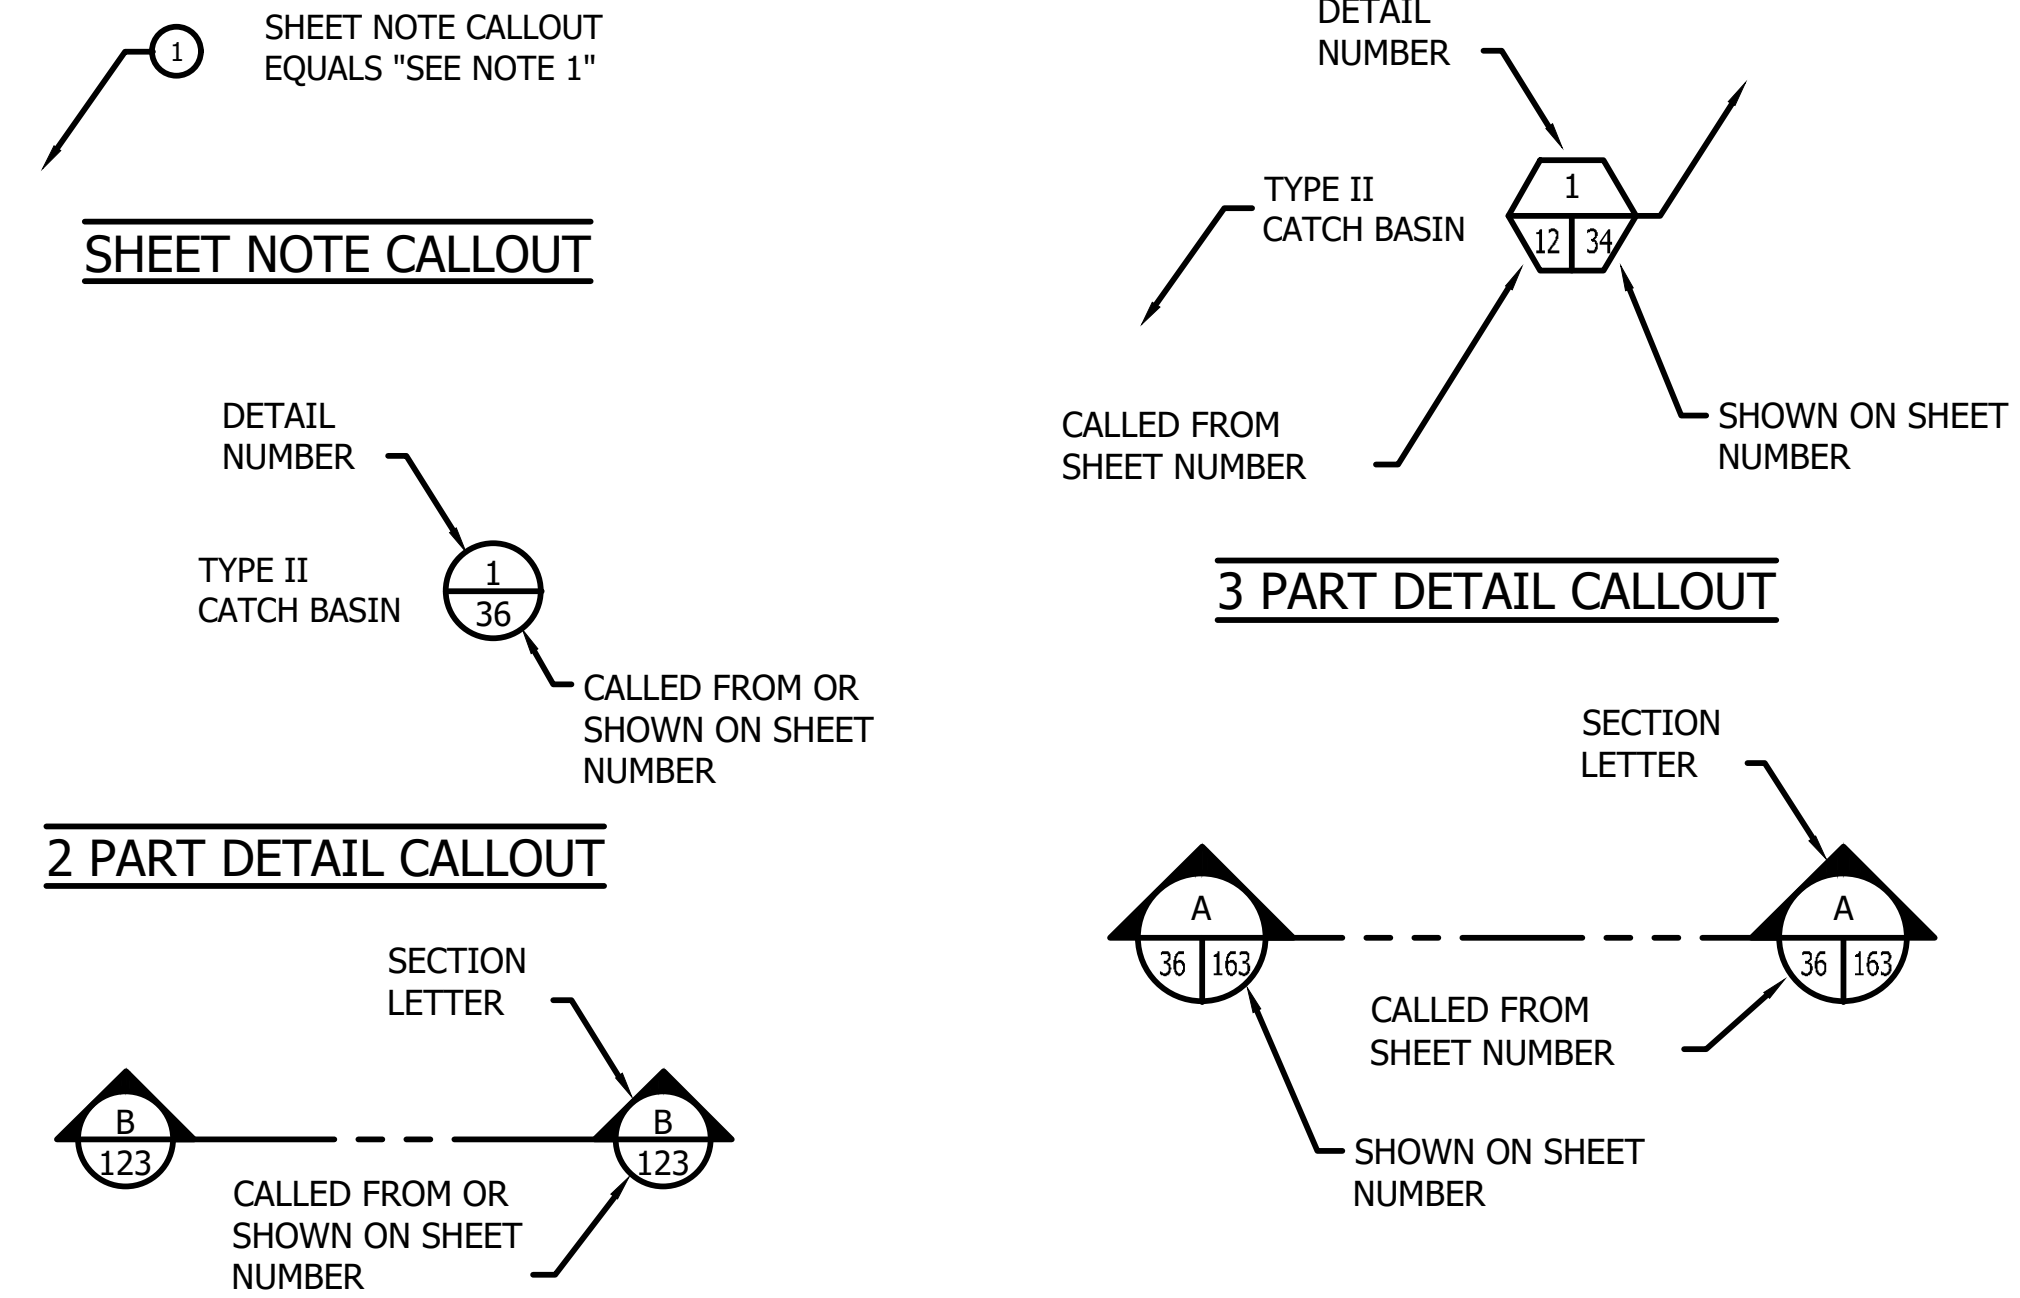 SHEET NOTE CALLOUT
EQUALS "SEE NOTE 1"
1
SHEET NOTE CALLOUT
DETAIL
NUMBER
TYPE II
CATCH BASIN
1
36
CALLED FROM OR
SHOWN ON SHEET
NUMBER
2 PART DETAIL CALLOUT
SECTION
LETTER
B
123
B
123
CALLED FROM OR
SHOWN ON SHEET
NUMBER
DETAIL
NUMBER
TYPE II
CATCH BASIN
1
12 34
CALLED FROM
SHEET NUMBER
SHOWN ON SHEET
NUMBER
3 PART DETAIL CALLOUT
SECTION
LETTER
A
36 163
A
36 163
CALLED FROM
SHEET NUMBER
SHOWN ON SHEET
NUMBER